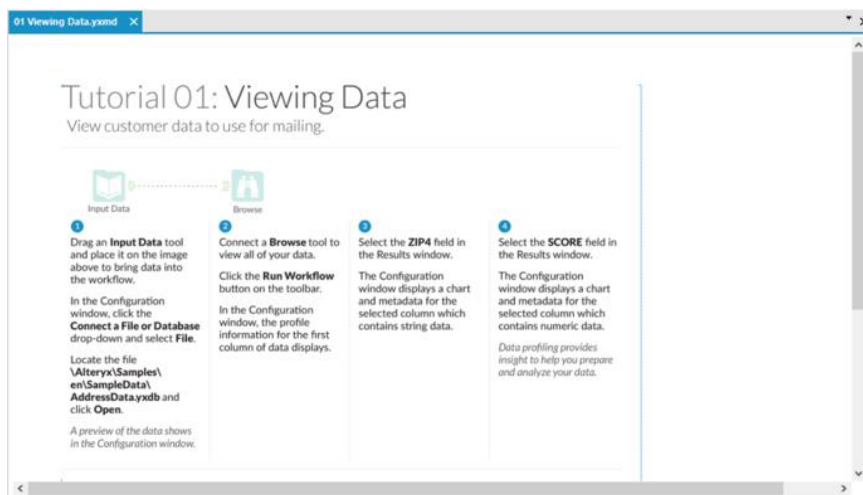 01 Viewing Data.yxmd
Tutorial 01: Viewing Data
View customer data to use for mailing.
Input Data
Browse
1
Drag an Input Data tool
and place it on the image
above to bring data into
the workflow.
In the Configuration
window, click the
Connect a File or Database
drop-down and select File.
Locate the file
\Alteryx\Samples\
en\SampleData\
AddressData.yxdb and
click Open.
A preview of the data shows
in the Configuration window.
2
Connect a Browse tool to
view all of your data.
Click the Run Workflow
button on the toolbar.
In the Configuration
window, the profile
information for the first
column of data displays.
3
Select the ZIP4 field in
the Results window.
The Configuration
window displays a chart
and metadata for the
selected column which
contains string data.
4
Select the SCORE field in
the Results window.
The Configuration
window displays a chart
and metadata for the
selected column which
contains numeric data.
Data profiling provides
insight to help you prepare
and analyze your data.